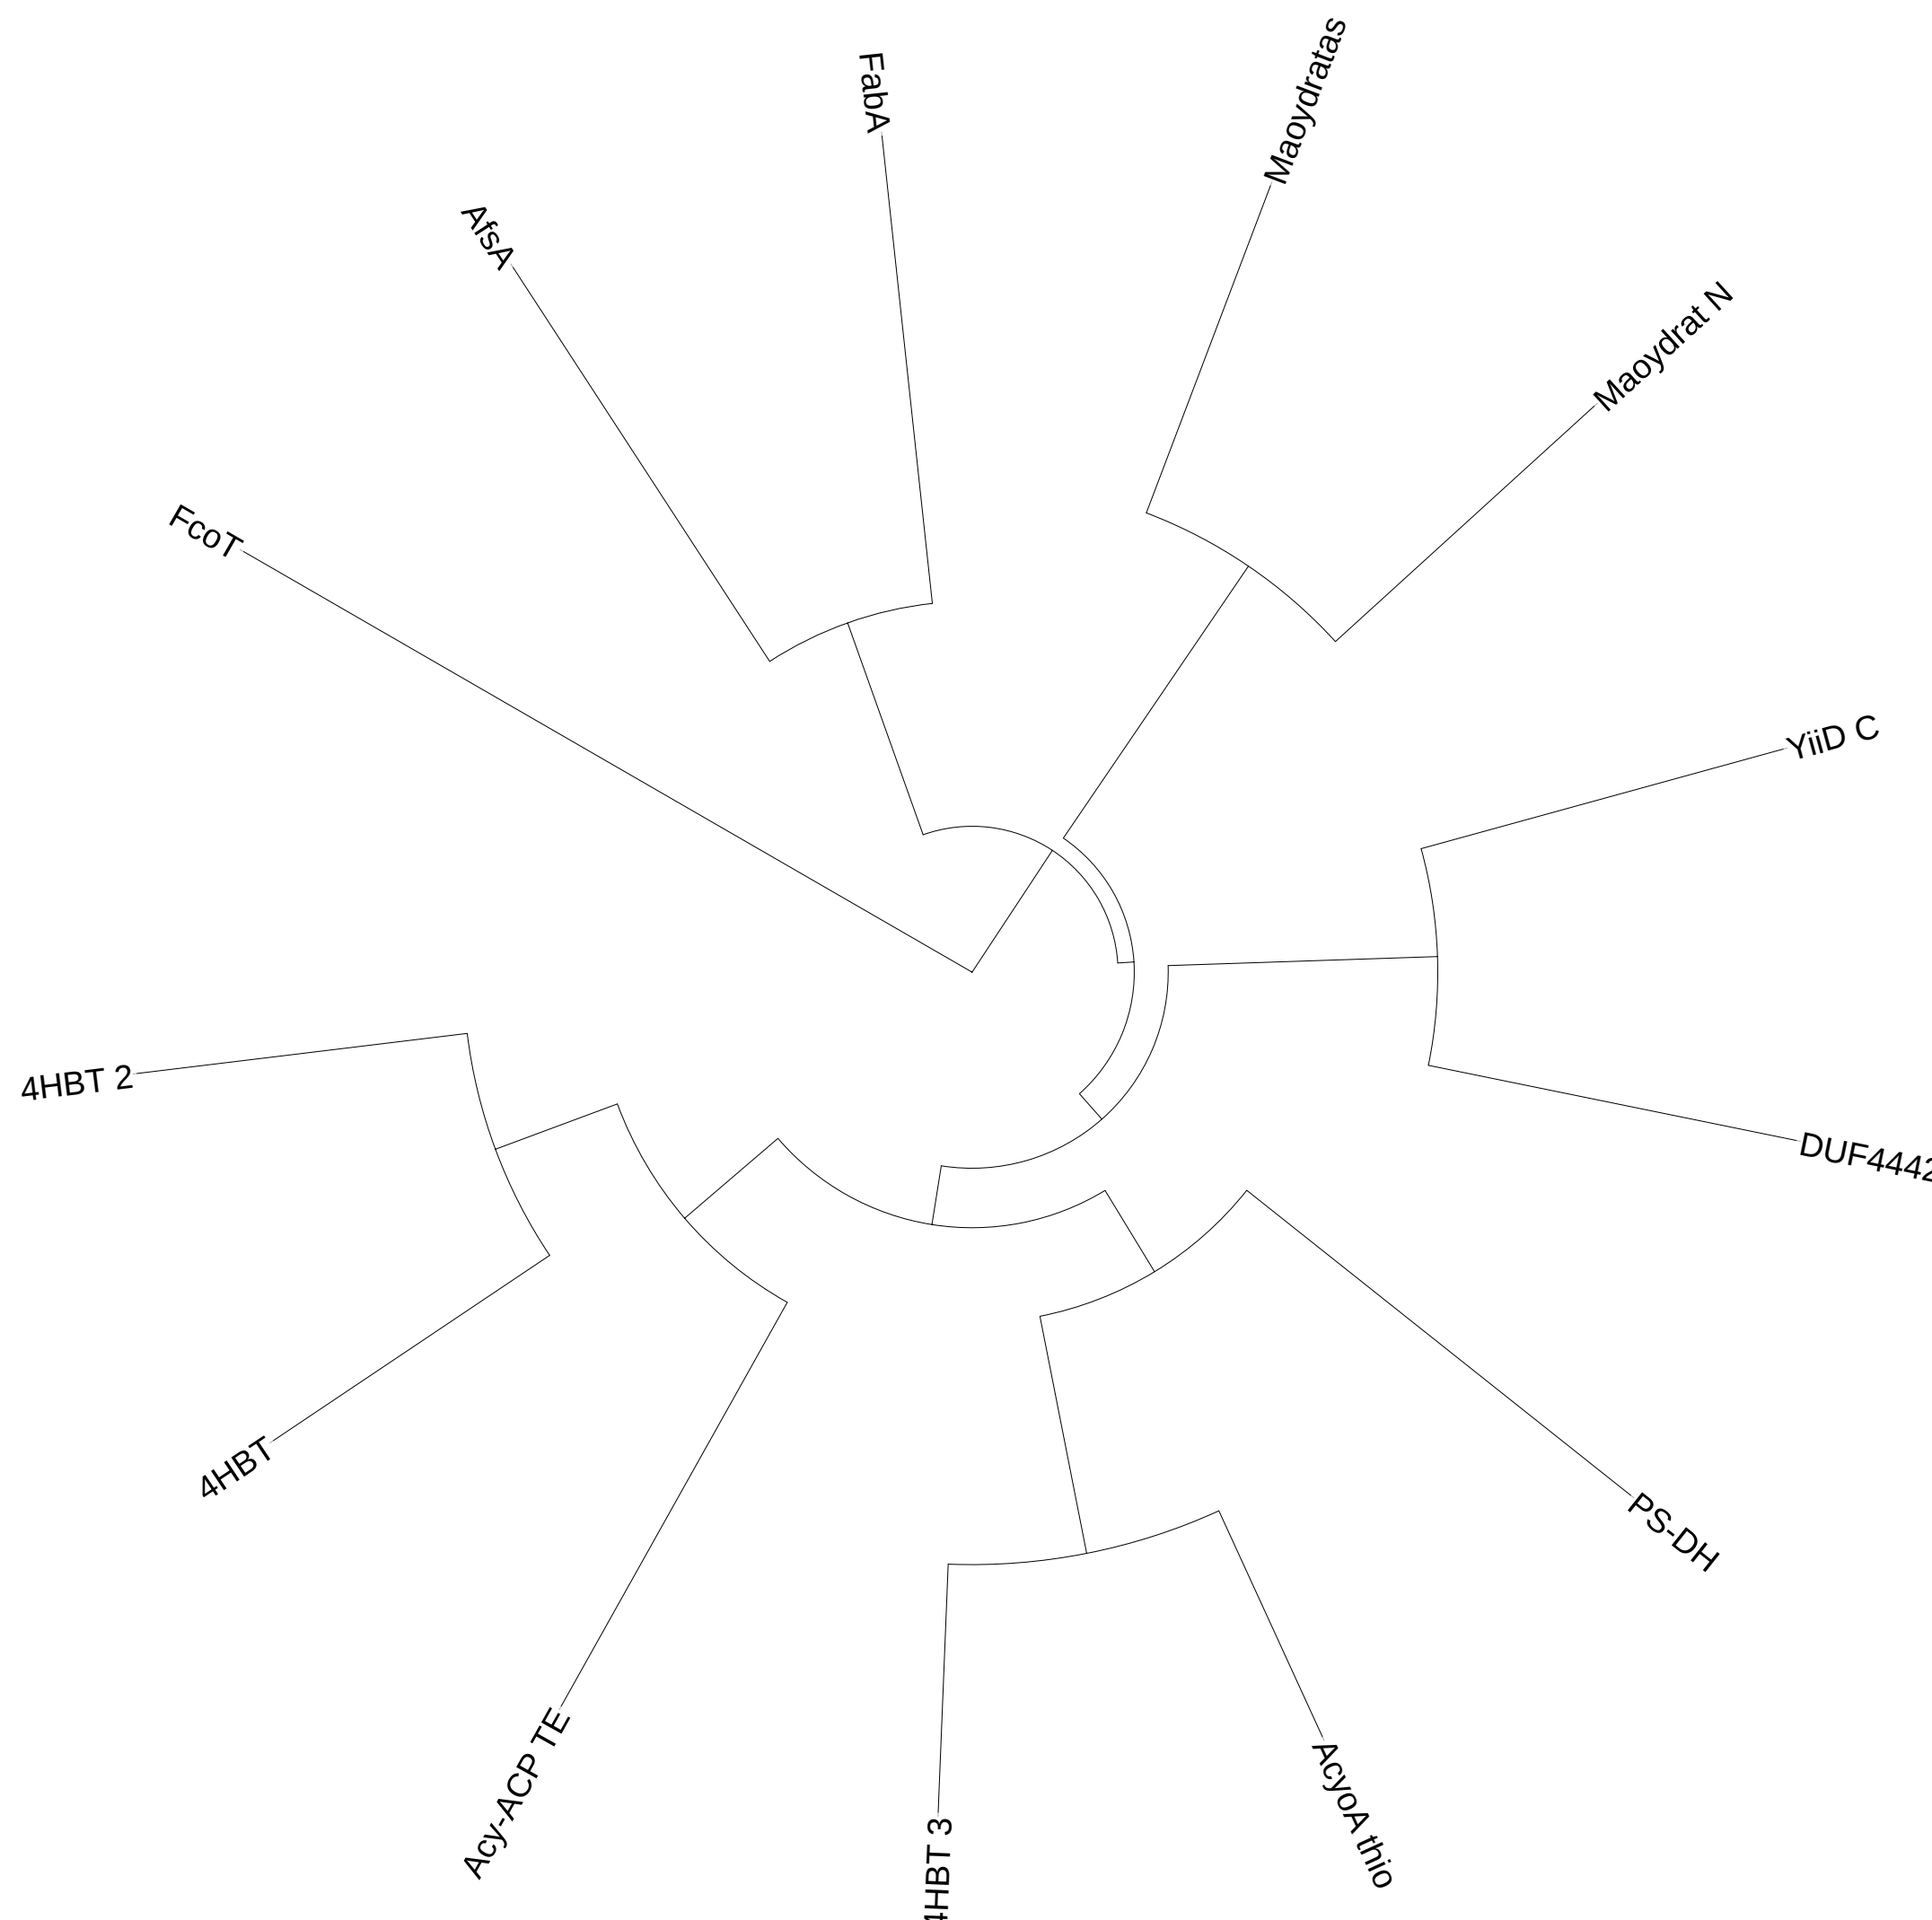 Maoydratas
FabA
AfsA
Maoydrat N
FcoT
YiiD C
4HBT 2
DUF4442
4HBT
PS-DH
Acy-ACP TE
AcyoA thio
4HBT 3